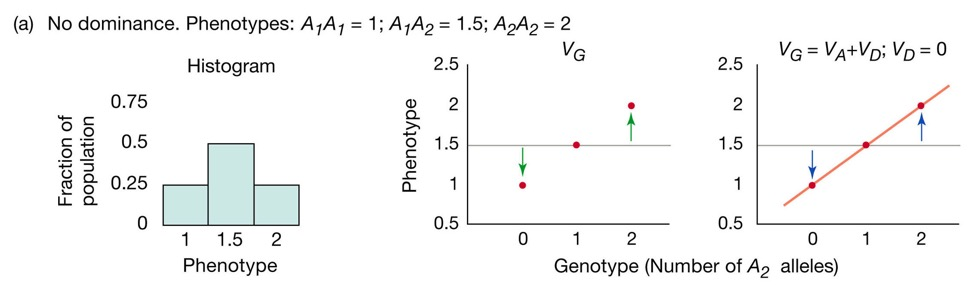 (a) No dominance. Phenotypes: A1A1 = 1; A1A2 = 1.5; A2A2 = 2
Histogram
Fraction of
population
0.75
0.5
0.25
0
1 1.5 2
Phenotype
VG
Phenotype
2.5
2
1.5
1
0.5
0 1 2
VG = VA+VD; VD = 0
2.5
2
1.5
1
0.5
0 1 2
Genotype (Number of A2 alleles)